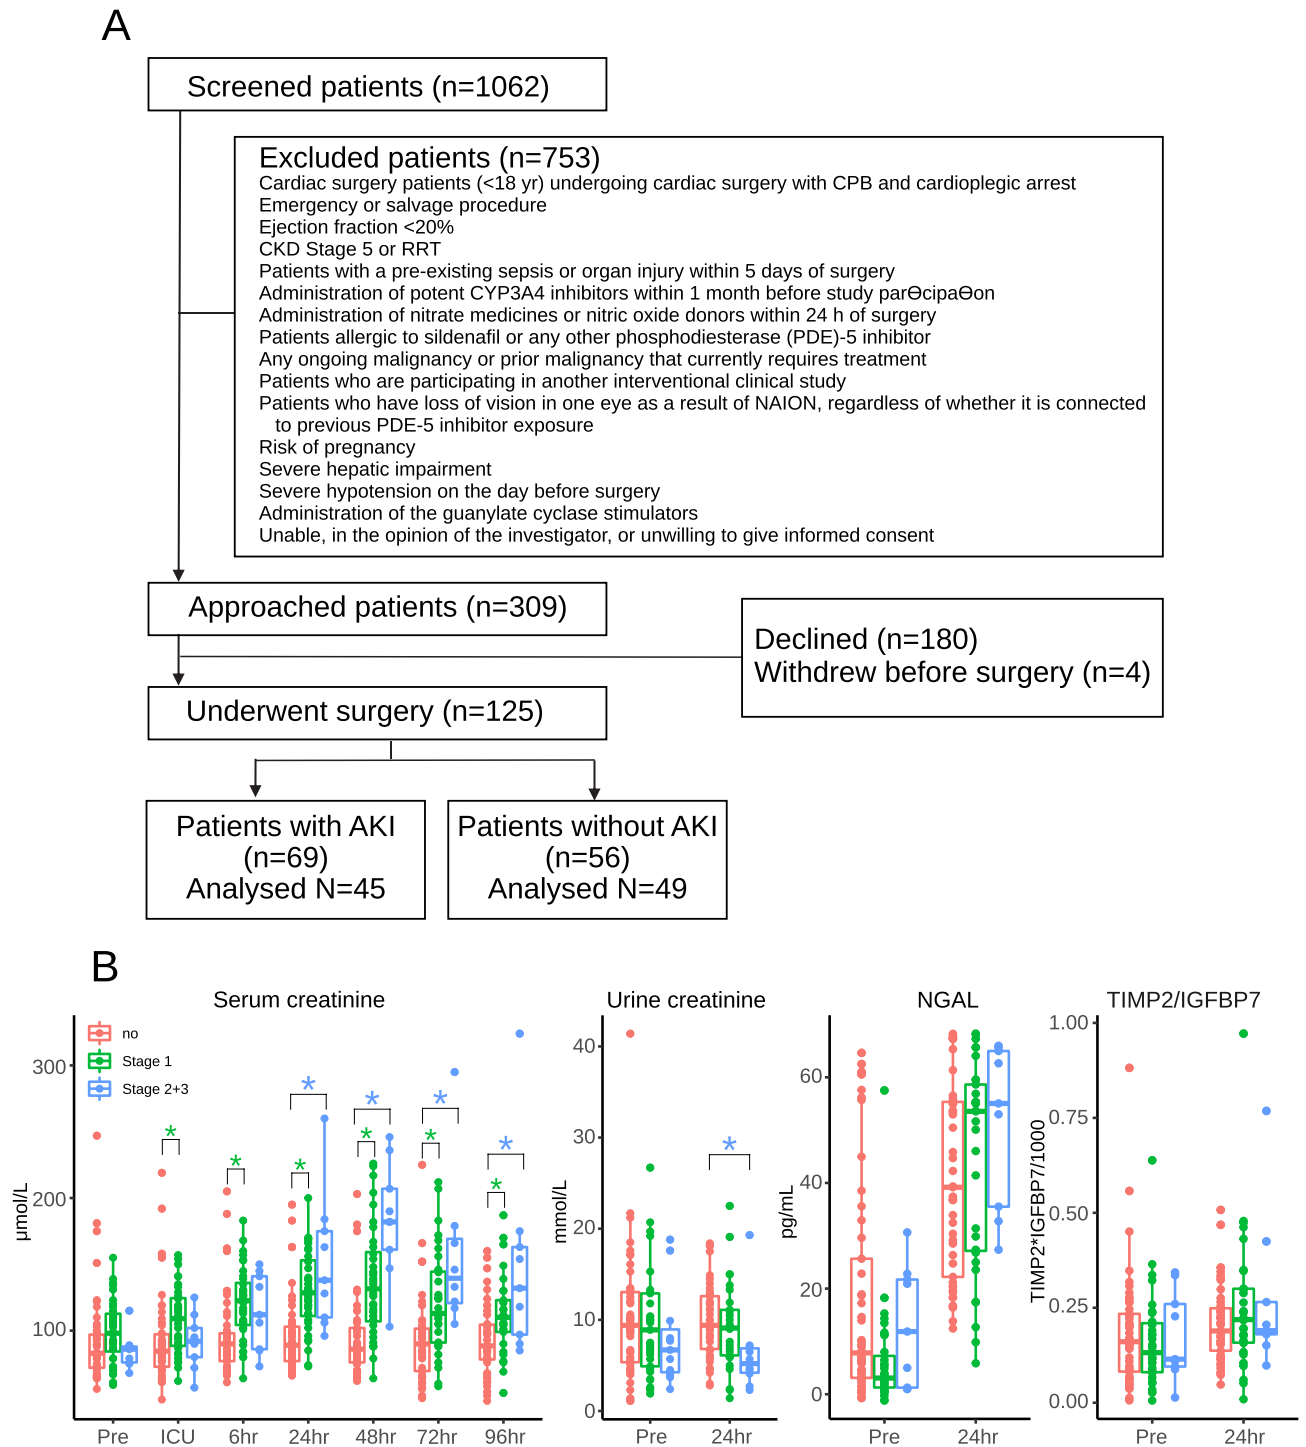 A
Screened patients (n=1062)
Excluded patients (n=753)
Cardiac surgery patients (<18 yr) undergoing cardiac surgery with CPB and cardioplegic arrest
Emergency or salvage procedure
Ejection fraction <20%
CKD Stage 5 or RRT
Patients with a pre-existing sepsis or organ injury within 5 days of surgery
Administration of potent CYP3A4 inhibitors within 1 month before study parƟcipaƟon
Administration of nitrate medicines or nitric oxide donors within 24 h of surgery
Patients allergic to sildenafil or any other phosphodiesterase (PDE)-5 inhibitor
Any ongoing malignancy or prior malignancy that currently requires treatment
Patients who are participating in another interventional clinical study
Patients who have loss of vision in one eye as a result of NAION, regardless of whether it is connected
to previous PDE-5 inhibitor exposure
Risk of pregnancy
Severe hepatic impairment
Severe hypotension on the day before surgery
Administration of the guanylate cyclase stimulators
Unable, in the opinion of the investigator, or unwilling to give informed consent
Approached patients (n=309)
Declined (n=180)
Withdrew before surgery (n=4)
Underwent surgery (n=125)
Patients with AKI
(n=69)
Analysed N=45
Patients without AKI
(n=56)
Analysed N=49
B
Serum creatinine
no
Stage 1
Stage 2+3
µmol/L
300
200
100
* * * * * * * * * *
Pre ICU 6hr 24hr 48hr 72hr 96hr
Urine creatinine
mmol/L
40
30
20
10
0
*
Pre 24hr
NGAL
pg/mL
60
40
20
0
Pre 24hr
TIMP2/IGFBP7
TIMP2*IGFBP7/1000
1.00
0.75
0.50
0.25
0.00
Pre 24hr